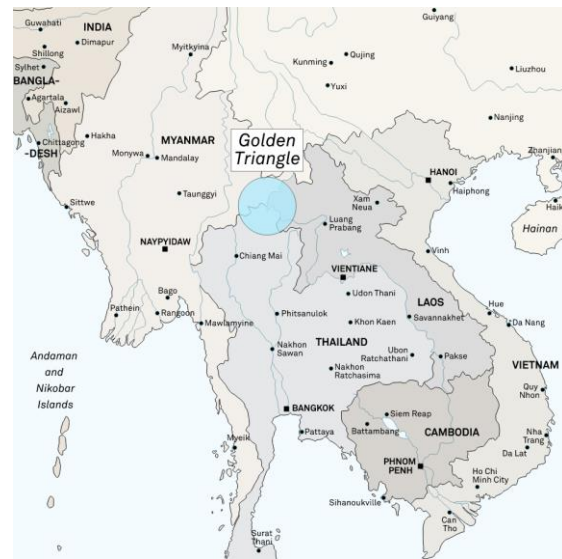 Guwahati
INDIA
Dimapur
Shillong
Sylhet
BANGLA-
Agartala
Aizawl
Chittagong
-DESH
Hakha
Myitkyina
MYANMAR
Monywa
Mandalay
Taunggyi
Sittwe
NAYPYIDAW
Bago
Pathein
Rangoon
Mawlamyine
Andaman
and
Nikobar
Islands
Myeik
Golden
Triangle
Guiyang
Kunming
Qujing
Yuxi
Liuzhou
Nanjing
Zhanjian
HANOI
Haiphong
Haik
Hainan
Xam
Neua
Luang
Prabang
Vinh
Chiang Mai
VIENTIANE
Udon Thani
LAOS
Phitsanulok
Khon Kaen
Savannakhet
Hue
Da Nang
THAILAND
Nakhon
Sawan
Ubon
Ratchathani
Pakse
Nakhon
Ratchasima
VIETNAM
Quy
Nhon
BANGKOK
Pattaya
Siem Reap
Battambang
CAMBODIA
Nha
Trang
Da Lat
PHNOM
PENH
Ho Chi
Minh City
Sihanoukville
Can
Tho
Surat
Thani